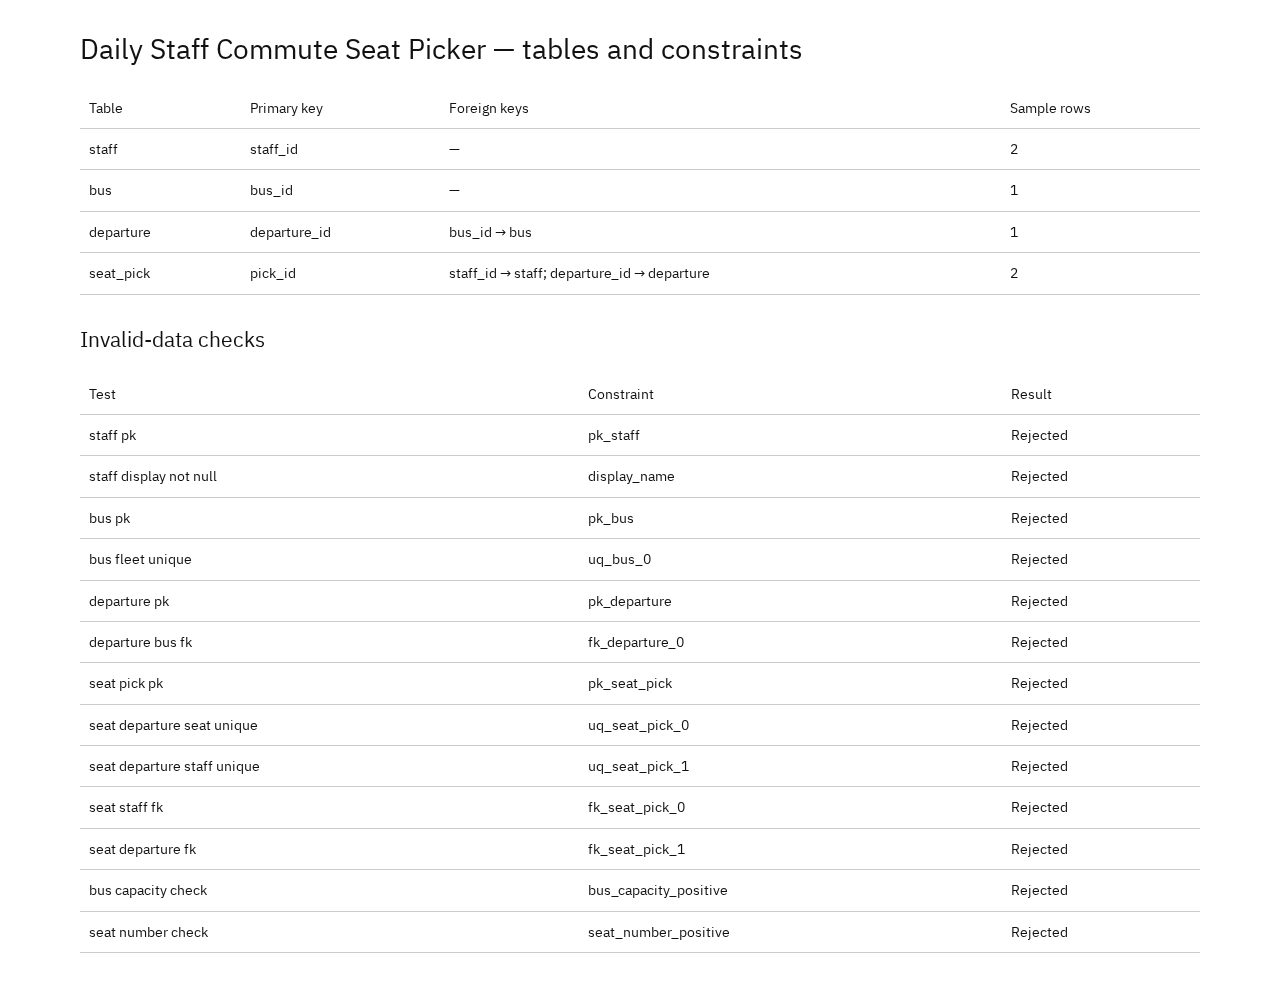 Daily Staff Commute Seat Picker — tables and constraints
Table Primary key Foreign keys Sample rows
staff staff_id — 2
bus bus_id — 1
departure departure_id bus_id → bus 1
seat_pick pick_id staff_id → staff; departure_id → departure 2
Invalid-data checks
Test Constraint Result
staff pk pk_staff Rejected
staff display not null display_name Rejected
bus pk pk_bus Rejected
bus fleet unique uq_bus_0 Rejected
departure pk pk_departure Rejected
departure bus fk fk_departure_0 Rejected
seat pick pk pk_seat_pick Rejected
seat departure seat unique uq_seat_pick_0 Rejected
seat departure staff unique uq_seat_pick_1 Rejected
seat staff fk fk_seat_pick_0 Rejected
seat departure fk fk_seat_pick_1 Rejected
bus capacity check bus_capacity_positive Rejected
seat number check seat_number_positive Rejected